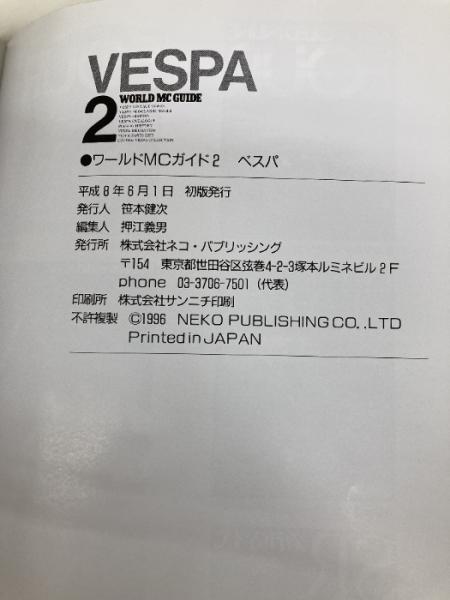 VESPA
2 WORLD MC GUIDE
●ワールドMCガイド2 ベスパ
平成8年6月1日 初版発行
発行人 笹本健次
編集人 押江義男
発行所 株式会社ネコ・パブリッシング
〒154 東京都世田谷区弦巻4-2-3塚本ルミネビル2F
phone 03-3706-7501(代表)
印刷所 株式会社サンニチ印刷
不許複製 ©1996 NEKO PUBLISHING CO.,LTD
Printed in JAPAN